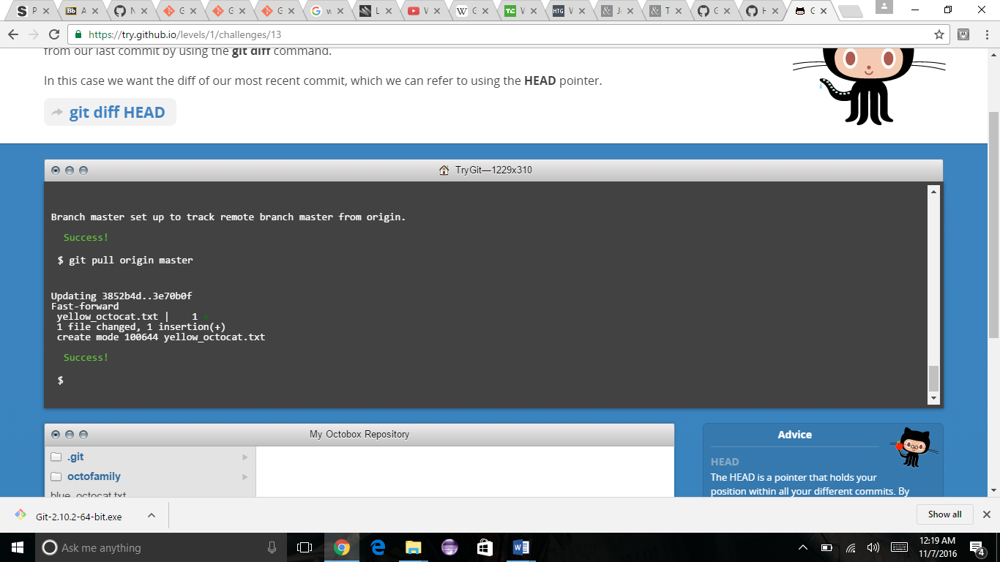 S P
Bb A
N
G
G
G
G w
L
V
W G
TC V
HTG V
& J
& T
G
H
G
https://try.github.io/levels/1/challenges/13
from our last commit by using the git diff command.
In this case we want the diff of our most recent commit, which we can refer to using the HEAD pointer.
git diff HEAD
TryGit—1229x310
Branch master set up to track remote branch master from origin.
Success!
$ git pull origin master
Updating 3852b4d..3e70b0f
Fast-forward
yellow_octocat.txt | 1
1 file changed, 1 insertion(+)
create mode 100644 yellow_octocat.txt
Success!
$
My Octobox Repository
.git
octofamily
blue_octocat.txt
Advice
HEAD
The HEAD is a pointer that holds your
position within all your different commits. By
Git-2.10.2-64-bit.exe
Show all
Ask me anything
12:19 AM
11/7/2016
4